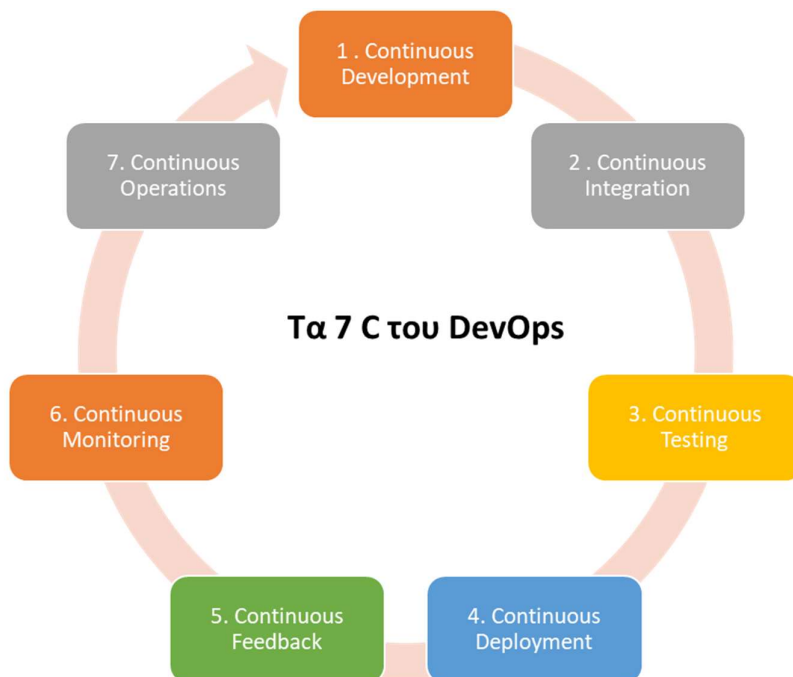 1 . Continuous
Development
2 . Continuous
Integration
3. Continuous
Testing
4. Continuous
Deployment
5. Continuous
Feedback
6. Continuous
Monitoring
7. Continuous
Operations
Τα 7 C του DevOps